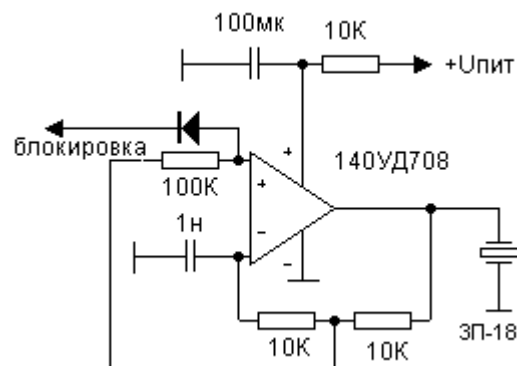 100мк
10К
+Uпит
блокировка
100К
+
140УД708
+
1н
-
-
10К
10К
ЗП-18